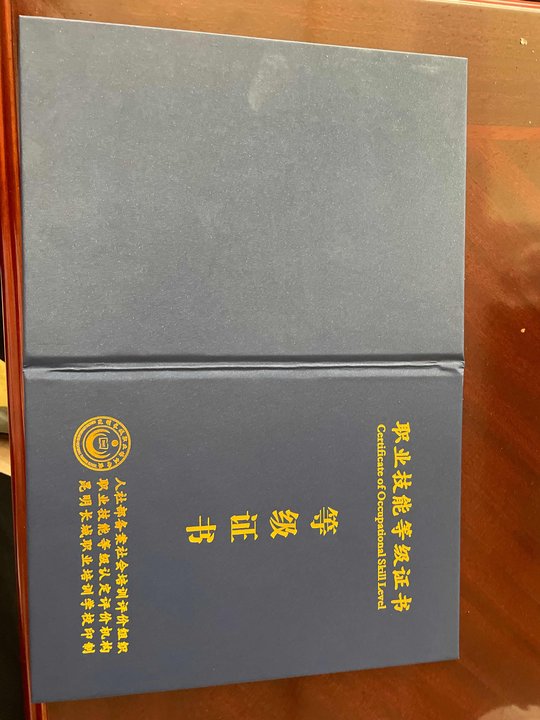 职业技能等级证书
Certificate of Occupational Skill Level
等级证书
人社部备案社会培训评价组织
职业技能等级认定评价机构
昆明长城职业培训学校印制